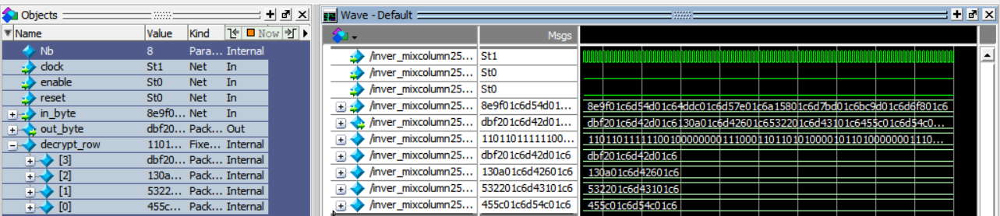 Objects
Wave - Default
Name Value Kind Now
Msgs
Nb 8 Para... Internal
clock St1 Net In
enable St0 Net In
reset St0 Net In
in_byte 8e9f0... Net In
out_byte dbf20... Pack... Out
decrypt_row 1101... Fixe... Internal
[3] dbf20... Pack... Internal
[2] 130a... Pack... Internal
[1] 5322... Pack... Internal
[0] 455c... Pack... Internal
/inver_mixcolumn25... St1
/inver_mixcolumn25... St0
/inver_mixcolumn25... St0
/inver_mixcolumn25... 8e9f01c6d54d01... 8e9f01c6d54d01c64ddc01c6d57e01c6a15801c6d7bd01c6bc9d01c6d6f801c6
/inver_mixcolumn25... dbf201c6d42d01... dbf201c6d42d01c6130a01c6d42601c6532201c6d43101c6455c01c6d54c0...
/inver_mixcolumn25... 11011011111100... 11011011111100100000000111000110110101000010110100000001110...
/inver_mixcolumn25... dbf201c6d42d01c6 dbf201c6d42d01c6
/inver_mixcolumn25... 130a01c6d42601c6 130a01c6d42601c6
/inver_mixcolumn25... 532201c6d43101c6 532201c6d43101c6
/inver_mixcolumn25... 455c01c6d54c01c6 455c01c6d54c01c6